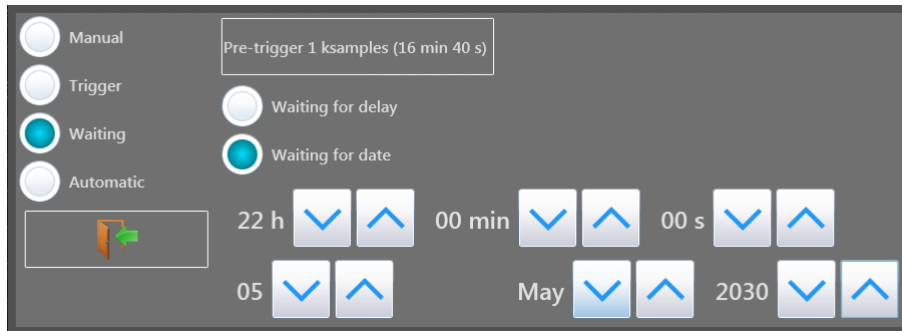 Manual
Trigger
Waiting
Automatic
Pre-trigger 1 ksamples (16 min 40 s)
Waiting for delay
Waiting for date
22 h 00 min 00 s
05 May 2030